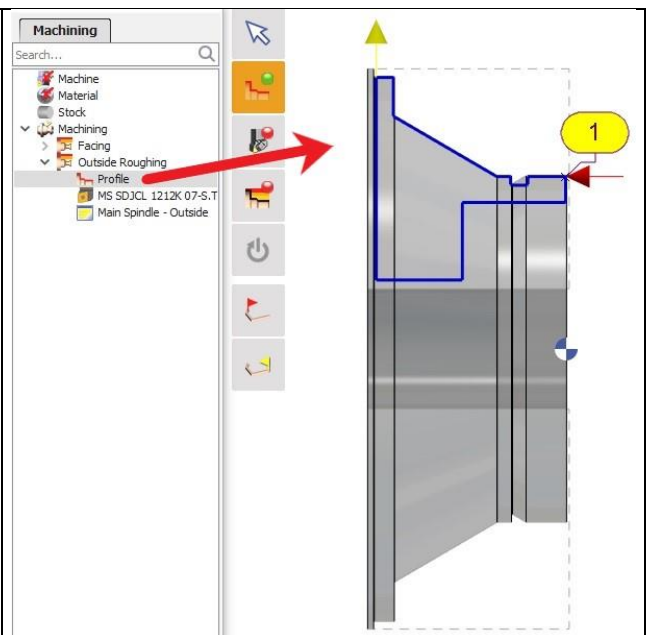 Machining
Search...
Machine
Material
Stock
Machining
Facing
Outside Roughing
Profile
MS SDJCL 1212K 07-S.T
Main Spindle - Outside
1